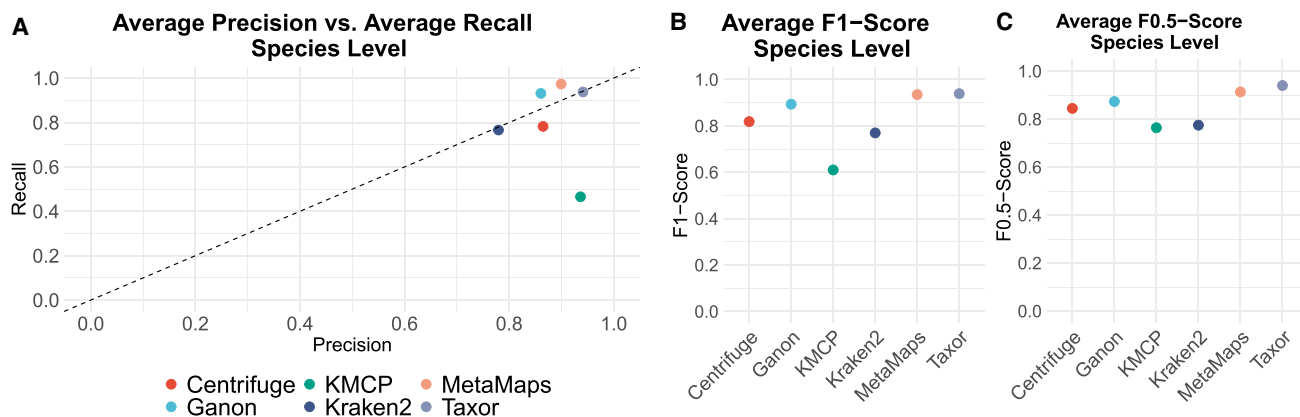 A
Average Precision vs. Average Recall
Species Level
Recall
1.0
0.8
0.6
0.4
0.2
0.0
0.0 0.2 0.4 0.6 0.8 1.0
Precision
Centrifuge KMCP MetaMaps
Ganon Kraken2 Taxor
B
Average F1−Score
Species Level
F1−Score
1.0
0.8
0.6
0.4
0.2
0.0
Centrifuge Ganon KMCP Kraken2 MetaMaps Taxor
C
Average F0.5−Score
Species Level
F0.5−Score
1.0
0.8
0.6
0.4
0.2
0.0
Centrifuge Ganon KMCP Kraken2 MetaMaps Taxor